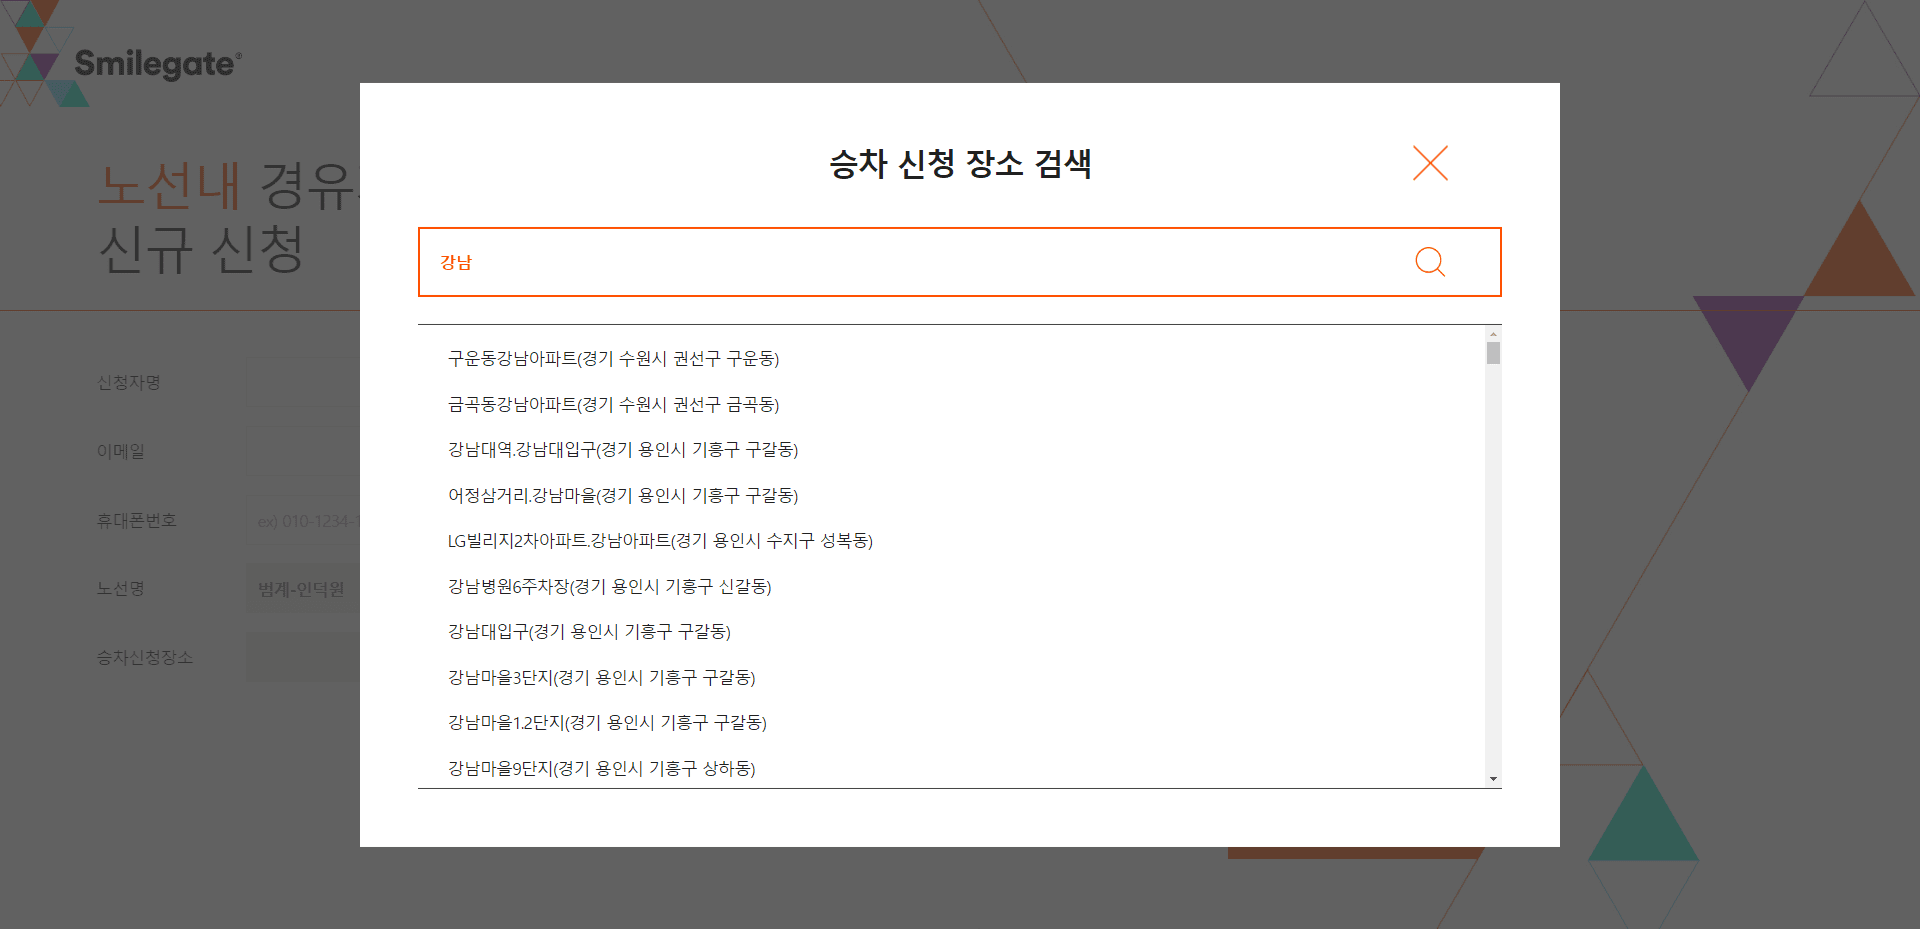 Smilegate®
노선내 경유
신규 신청
신청자명
이메일
휴대폰번호
ex) 010-1234-1
노선명
범계-인덕원
승차신청장소
승차 신청 장소 검색
강남
구운동강남아파트(경기 수원시 권선구 구운동)
금곡동강남아파트(경기 수원시 권선구 금곡동)
강남대역.강남대입구(경기 용인시 기흥구 구갈동)
어정삼거리.강남마을(경기 용인시 기흥구 구갈동)
LG빌리지2차아파트.강남아파트(경기 용인시 수지구 성복동)
강남병원6주차장(경기 용인시 기흥구 신갈동)
강남대입구(경기 용인시 기흥구 구갈동)
강남마을3단지(경기 용인시 기흥구 구갈동)
강남마을1.2단지(경기 용인시 기흥구 구갈동)
강남마을9단지(경기 용인시 기흥구 상하동)